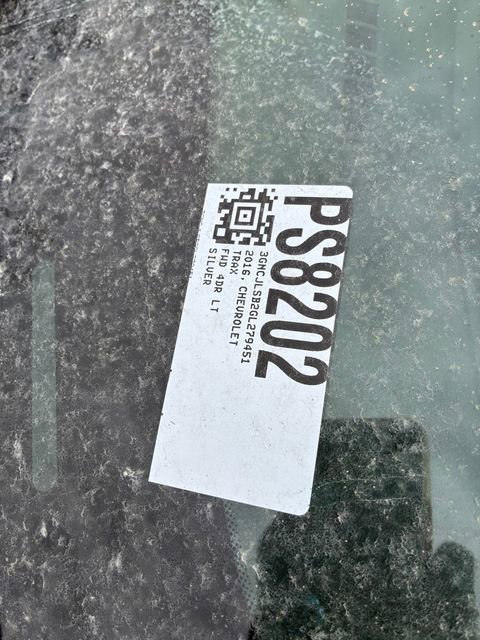 PS8202
3GNCJLSB2GL279451
2016, CHEVROLET
TRAX
FWD 4DR LT
SILVER